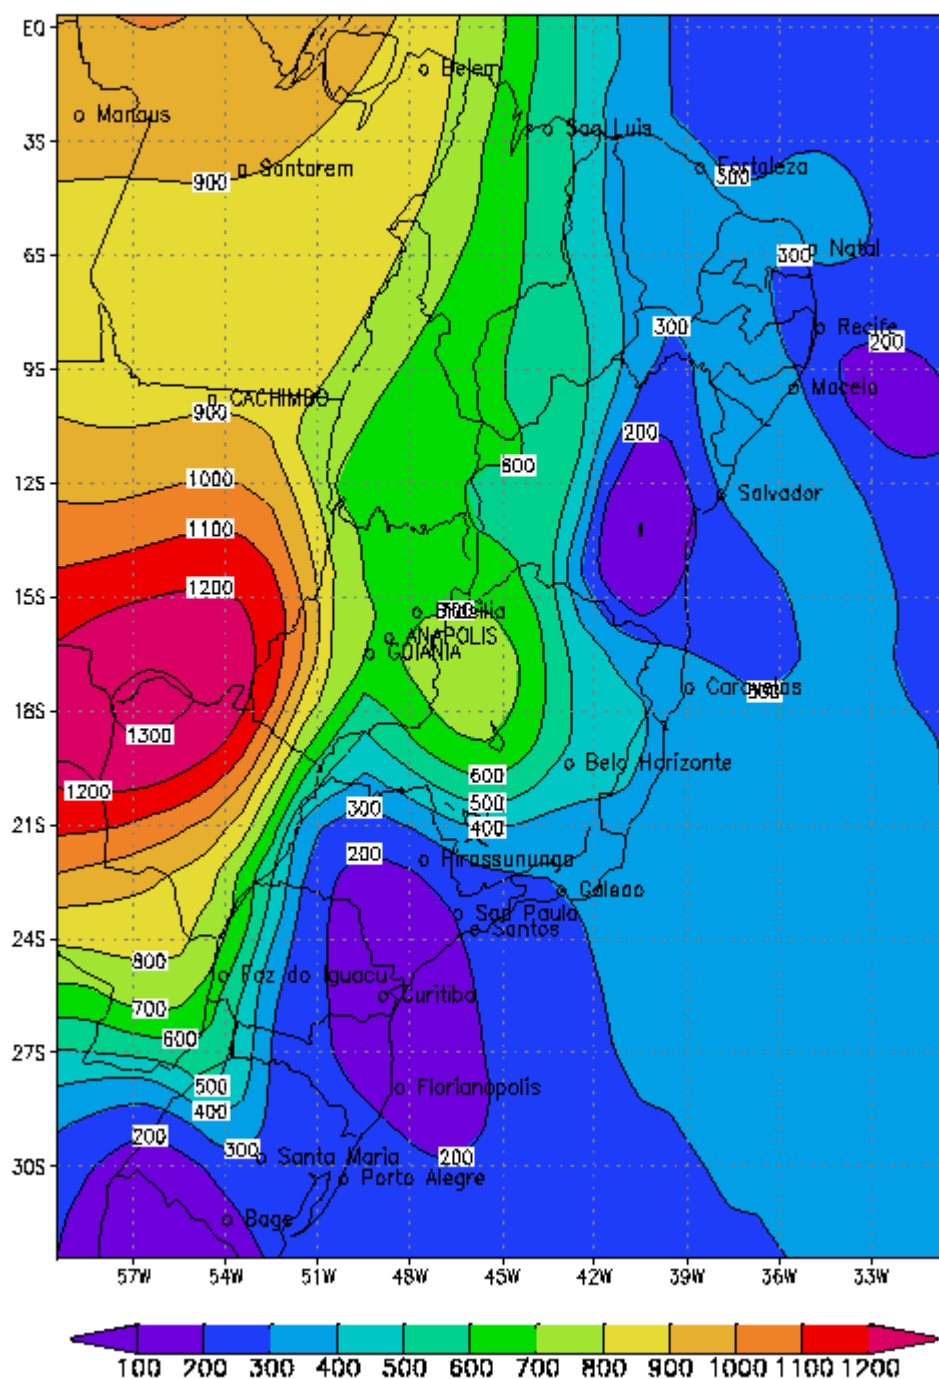 EQ
Belem
Manaus
Sao Luis
3S
Santarem
Fortaleza
900
300
6S
Natal
300
300
Recife
200
9S
Maceio
CACHIMBO
900
200
600
1000
12S
Salvador
1100
1200
15S
Brasilia
ANAPOLIS
GOIANIA
Caravelas
300
18S
1300
Belo Horizonte
600
1200
500
300
400
21S
200
Pirassununga
Galeao
Sao Paulo
Santos
24S
800
Foz do Iguacu
Curitiba
700
600
27S
500
Florianopolis
400
200
300
Santa Maria
200
30S
Porto Alegre
Bage
57W 54W 51W 48W 45W 42W 39W 36W 33W
100 200 300 400 500 600 700 800 900 1000 1100 1200